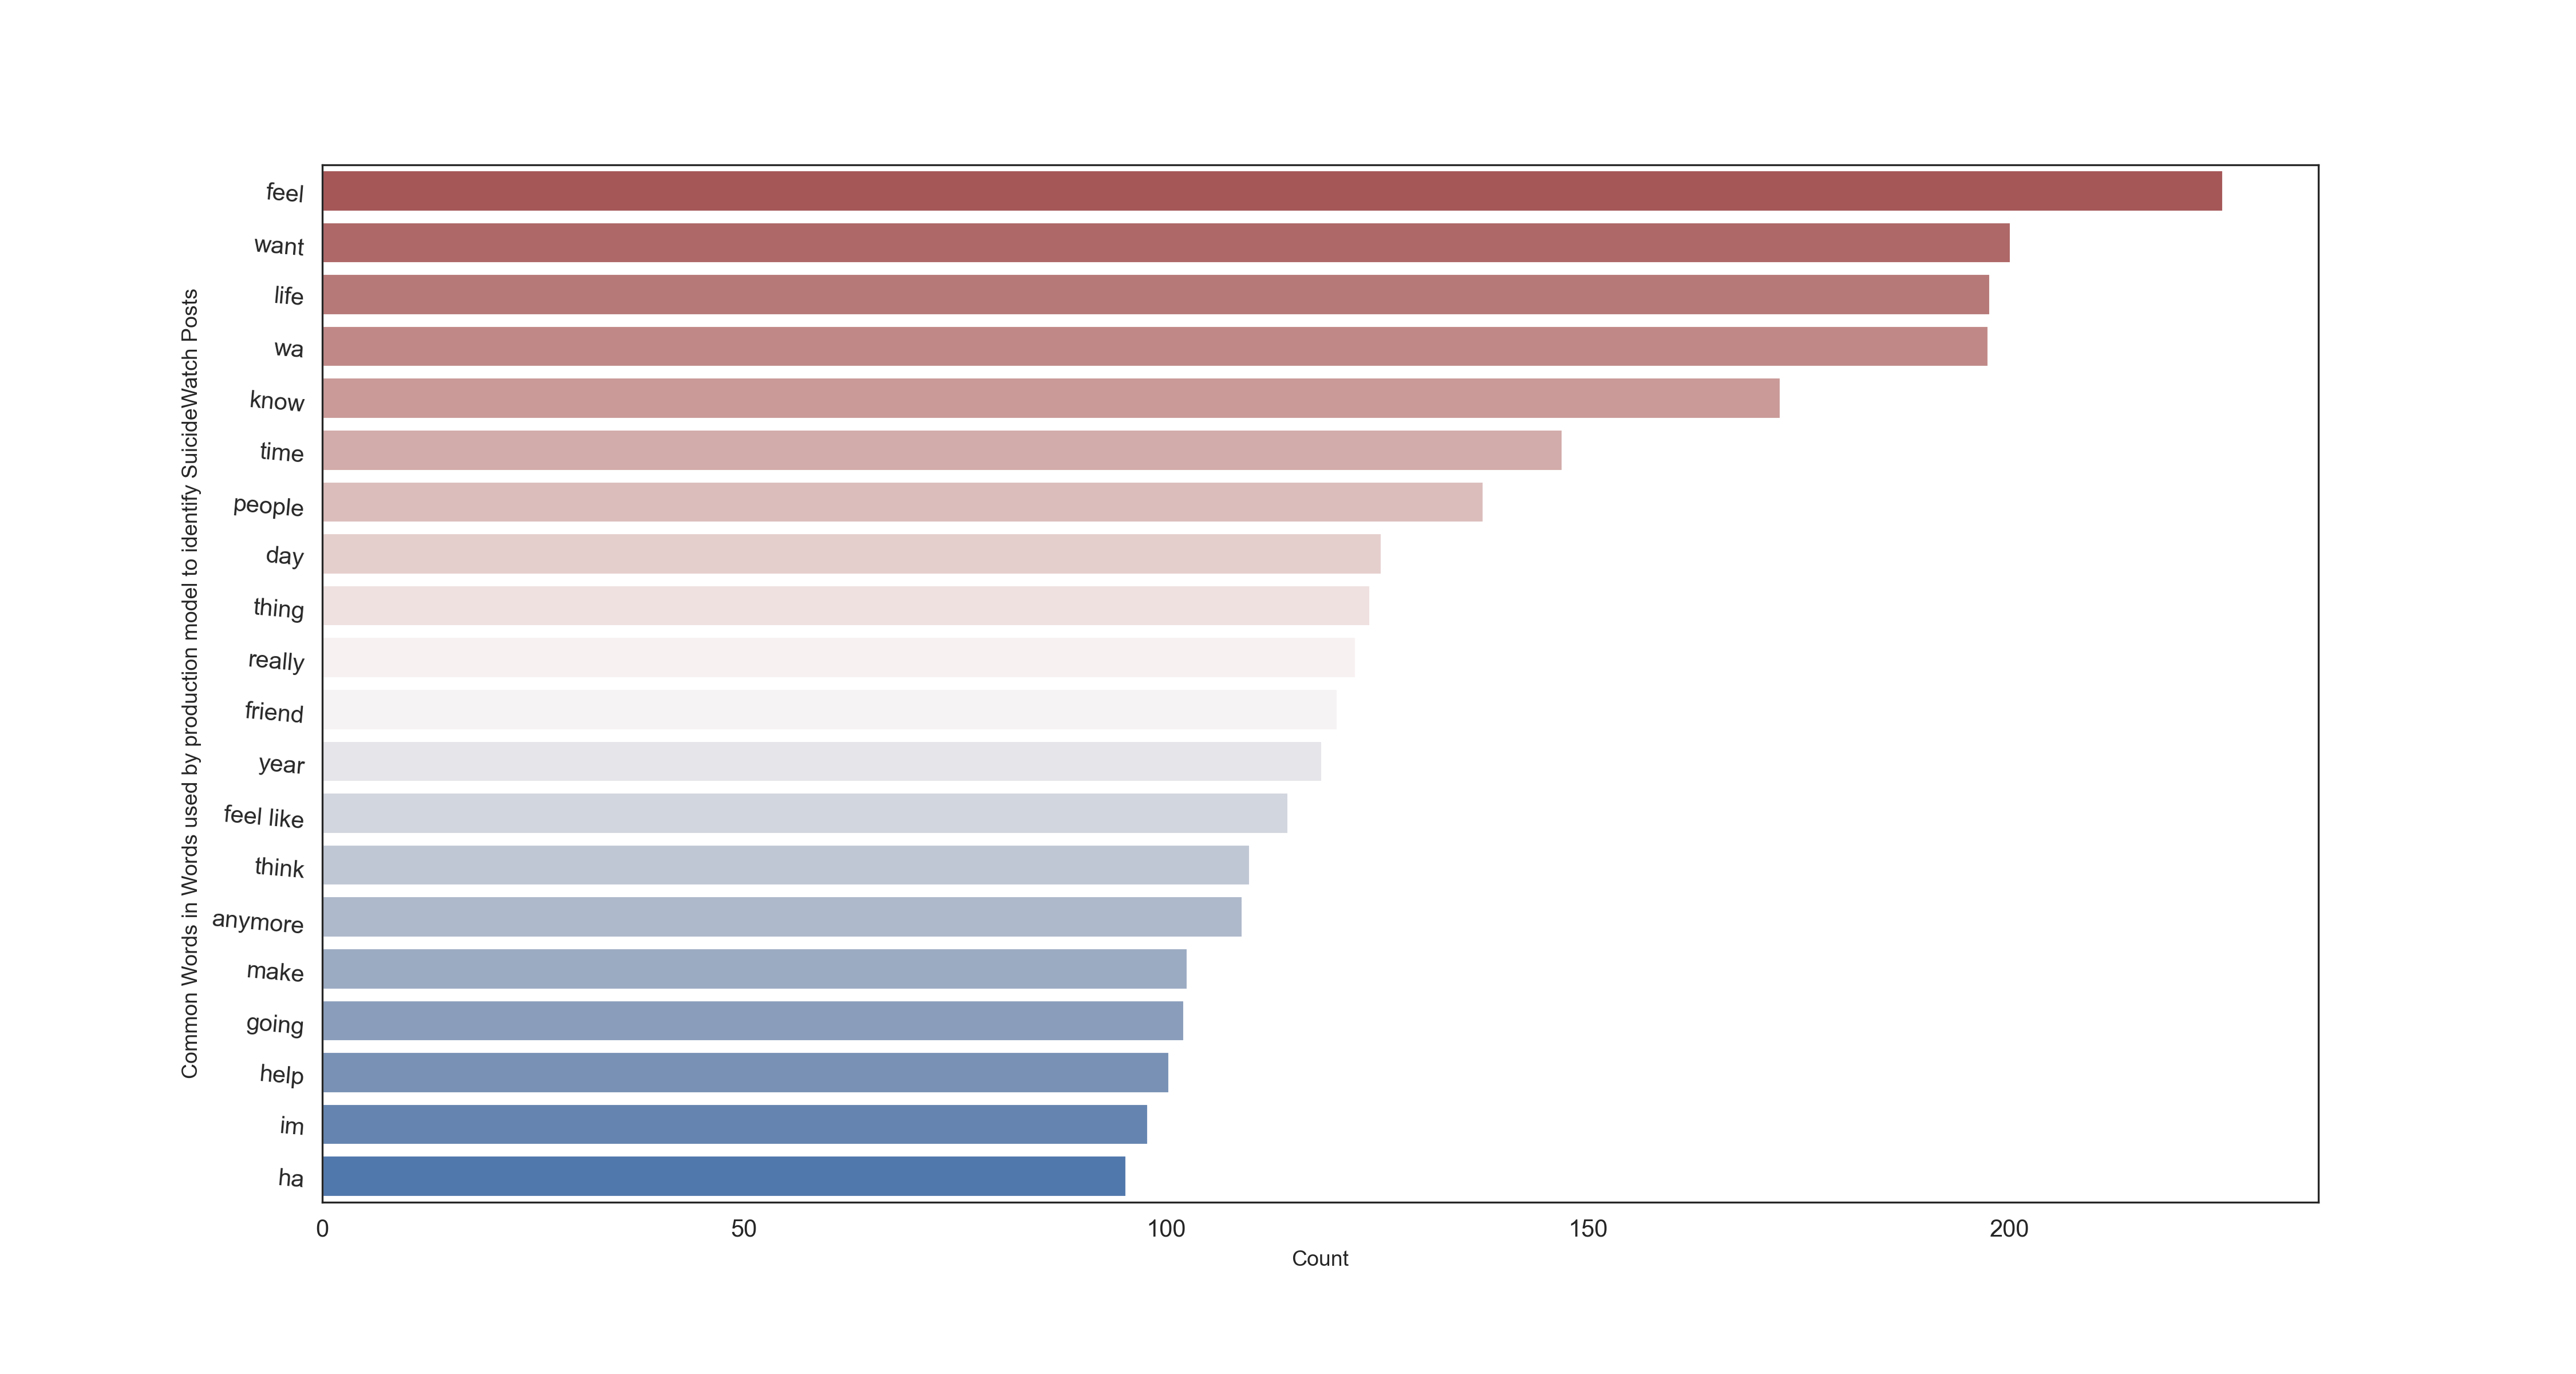 Common Words in Words used by production model to identify SuicideWatch Posts
feel
want
life
wa
know
time
people
day
thing
really
friend
year
feel like
think
anymore
make
going
help
im
ha
0 50 100 150 200
Count